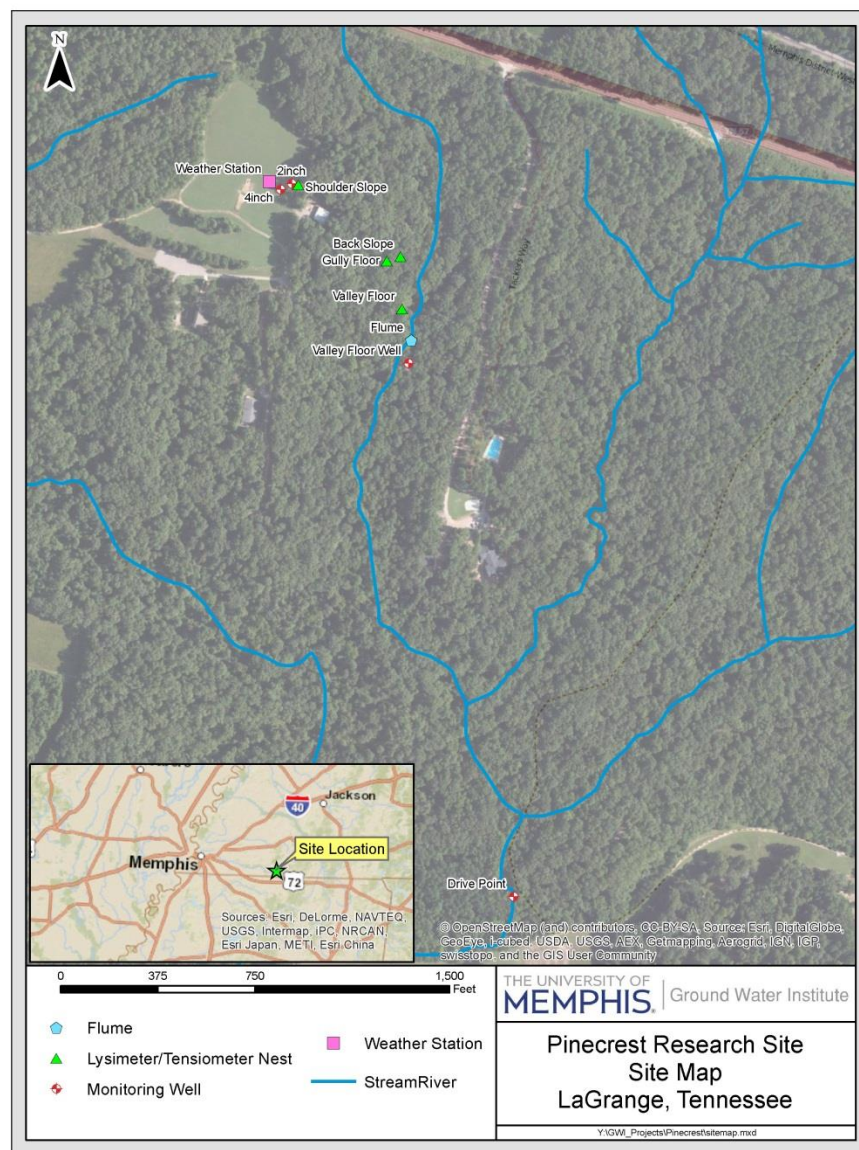 N
Memphis District-West
Weather Station
2inch
4inch
Shoulder Slope
Back Slope
Gully Floor
Valley Floor
Flume
Valley Floor Well
Drive Point
40
Jackson
Memphis
Site Location
72
Sources: Esri, DeLorme, NAVTEQ,
USGS, Intermap, iPC, NRCAN,
Esri Japan, METI, Esri China
© OpenStreetMap (and) contributors, CC-BY-SA, Source: Esri, DigitalGlobe,
GeoEye, i-cubed, USDA, USGS, AEX, Getmapping, Aerogrid, IGN, IGP,
swisstopo, and the GIS User Community
0 375 750 1,500
Feet
Flume
Lysimeter/Tensiometer Nest
Monitoring Well
Weather Station
StreamRiver
THE UNIVERSITY OF
MEMPHIS.
Ground Water Institute
Pinecrest Research Site
Site Map
LaGrange, Tennessee
Y:\GWI_Projects\Pinecrest\sitemap.mxd